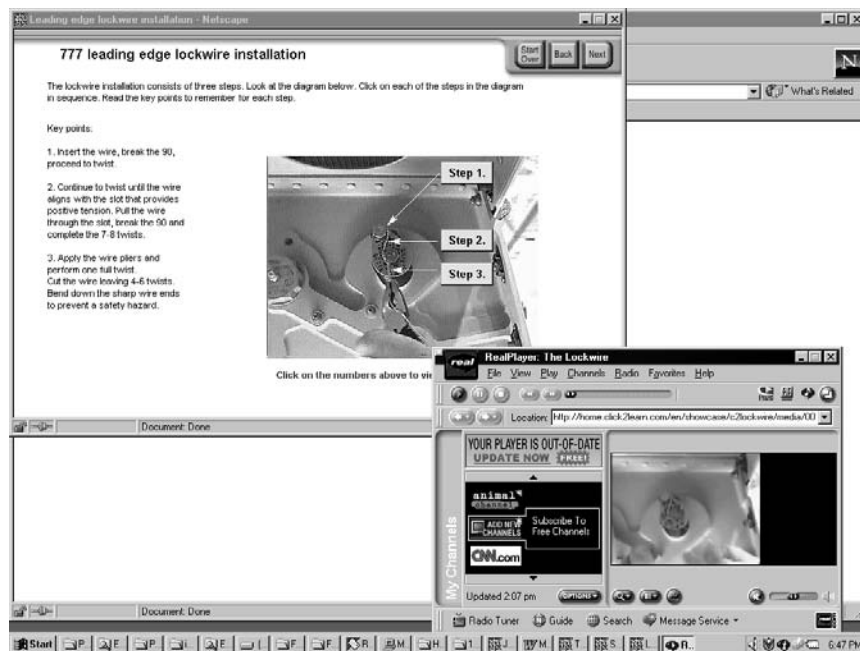 Leading edge lockwire installation - Netscape
777 leading edge lockwire installation
Start Over
Back
Next
N
What's Related
The lockwire installation consists of three steps. Look at the diagram below. Click on each of the steps in the diagram
in sequence. Read the key points to remember for each step.
Key points:
1. Insert the wire, break the 90,
proceed to twist.
2. Continue to twist until the wire
aligns with the slot that provides
positive tension. Pull the wire
through the slot, break the 90 and
complete the 7-8 twists.
3. Apply the wire pliers and
perform one full twist.
Cut the wire leaving 4-6 twists.
Bend down the sharp wire ends
to prevent a safety hazard.
Step 1.
Step 2.
Step 3.
Click on the numbers above to vie
Document: Done
real
RealPlayer: The Lockwire
File View Play Channels Radio Favorites Help
Location: http://home.click2learn.com/en/showcase/c2lockwire/media/00
My Channels
YOUR PLAYER IS OUT-OF-DATE
UPDATE NOW FREE!
animal
channel
ADD NEW
CHANNELS
Subscribe To
Free Channels
CNN.com
Updated 2:07 pm
OPTIONS
Radio Tuner Guide Search Message Service
Document: Done
Start P... E... P... i... E... F... F... R... M... H... 1... J... M... T... S... L... R... 6:47 PM